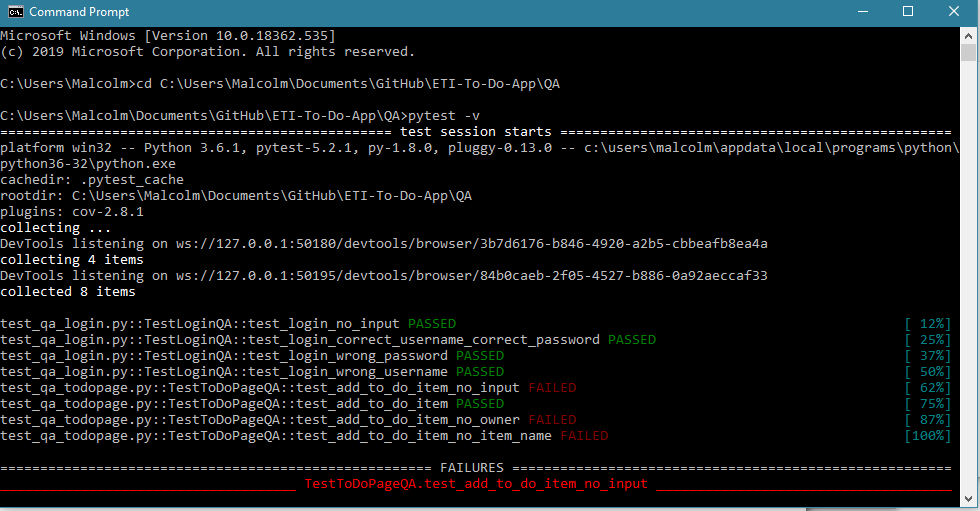 Command Prompt
Microsoft Windows [Version 10.0.18362.535]
(c) 2019 Microsoft Corporation. All rights reserved.
C:\Users\Malcolm>cd C:\Users\Malcolm\Documents\GitHub\ETI-To-Do-App\QA
C:\Users\Malcolm\Documents\GitHub\ETI-To-Do-App\QA>pytest -v
================================================= test session starts =================================================
platform win32 -- Python 3.6.1, pytest-5.2.1, py-1.8.0, pluggy-0.13.0 -- c:\users\malcolm\appdata\local\programs\python\
python36-32\python.exe
cachedir: .pytest_cache
rootdir: C:\Users\Malcolm\Documents\GitHub\ETI-To-Do-App\QA
plugins: cov-2.8.1
collecting ...
DevTools listening on ws://127.0.0.1:50180/devtools/browser/3b7d6176-b846-4920-a2b5-cbbeafb8ea4a
collecting 4 items
DevTools listening on ws://127.0.0.1:50195/devtools/browser/84b0caeb-2f05-4527-b886-0a92aeccaf33
collected 8 items
test_qa_login.py::TestLoginQA::test_login_no_input PASSED [ 12%]
test_qa_login.py::TestLoginQA::test_login_correct_username_correct_password PASSED [ 25%]
test_qa_login.py::TestLoginQA::test_login_wrong_password PASSED [ 37%]
test_qa_login.py::TestLoginQA::test_login_wrong_username PASSED [ 50%]
test_qa_todopage.py::TestToDoPageQA::test_add_to_do_item_no_input FAILED [ 62%]
test_qa_todopage.py::TestToDoPageQA::test_add_to_do_item PASSED [ 75%]
test_qa_todopage.py::TestToDoPageQA::test_add_to_do_item_no_owner FAILED [ 87%]
test_qa_todopage.py::TestToDoPageQA::test_add_to_do_item_no_item_name FAILED [100%]
====================================================== FAILURES =======================================================
_____________________________________ TestToDoPageQA.test_add_to_do_item_no_input _____________________________________